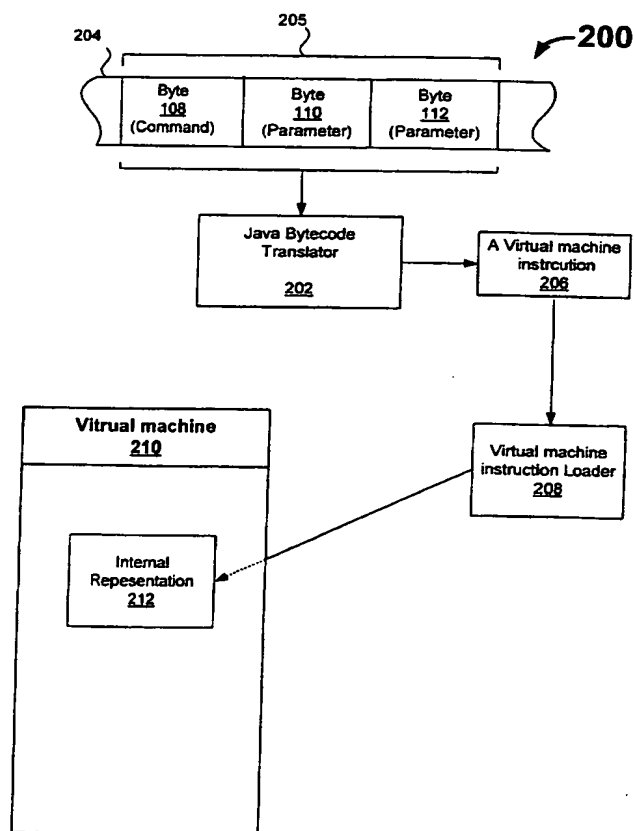 204
205
200
Byte
108
(Command)
Byte
110
(Parameter)
Byte
112
(Parameter)
Java Bytecode
Translator
202
A Virtual machine
instrcution
206
Vitrual machine
210
Virtual machine
instruction Loader
208
Internal
Repesentation
212